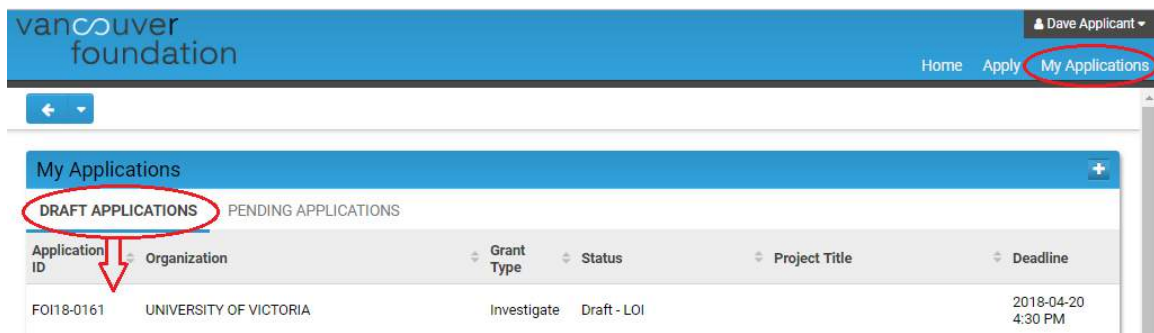 vancouver
foundation
Dave Applicant
Home Apply My Applications
My Applications
DRAFT APPLICATIONS PENDING APPLICATIONS
Application ID Organization Grant Type Status Project Title Deadline
FOI18-0161 UNIVERSITY OF VICTORIA Investigate Draft - LOI 2018-04-20 4:30 PM